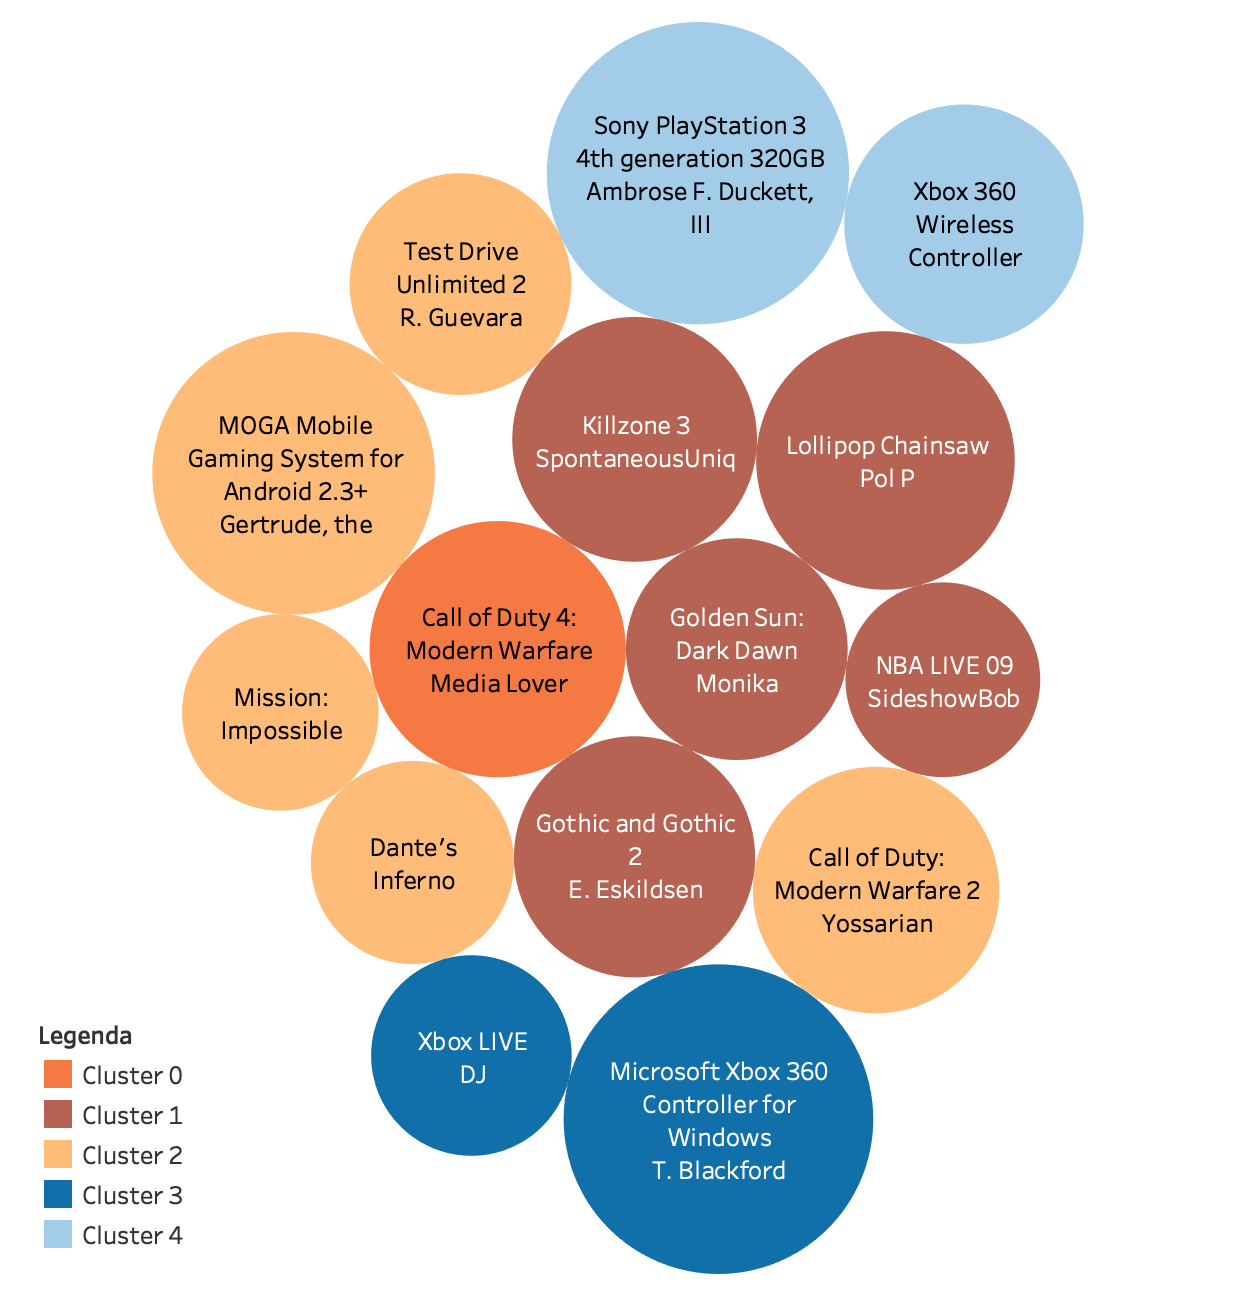 Sony PlayStation 3
4th generation 320GB
Ambrose F. Duckett,
III
Xbox 360
Wireless
Controller
Test Drive
Unlimited 2
R. Guevara
MOGA Mobile
Gaming System for
Android 2.3+
Gertrude, the
Killzone 3
SpontaneousUniq
Lollipop Chainsaw
Pol P
Call of Duty 4:
Modern Warfare
Media Lover
Golden Sun:
Dark Dawn
Monika
NBA LIVE 09
SideshowBob
Mission:
Impossible
Dante’s
Inferno
Gothic and Gothic
2
E. Eskildsen
Call of Duty:
Modern Warfare 2
Yossarian
Xbox LIVE
DJ
Microsoft Xbox 360
Controller for
Windows
T. Blackford
Legenda
Cluster 0
Cluster 1
Cluster 2
Cluster 3
Cluster 4